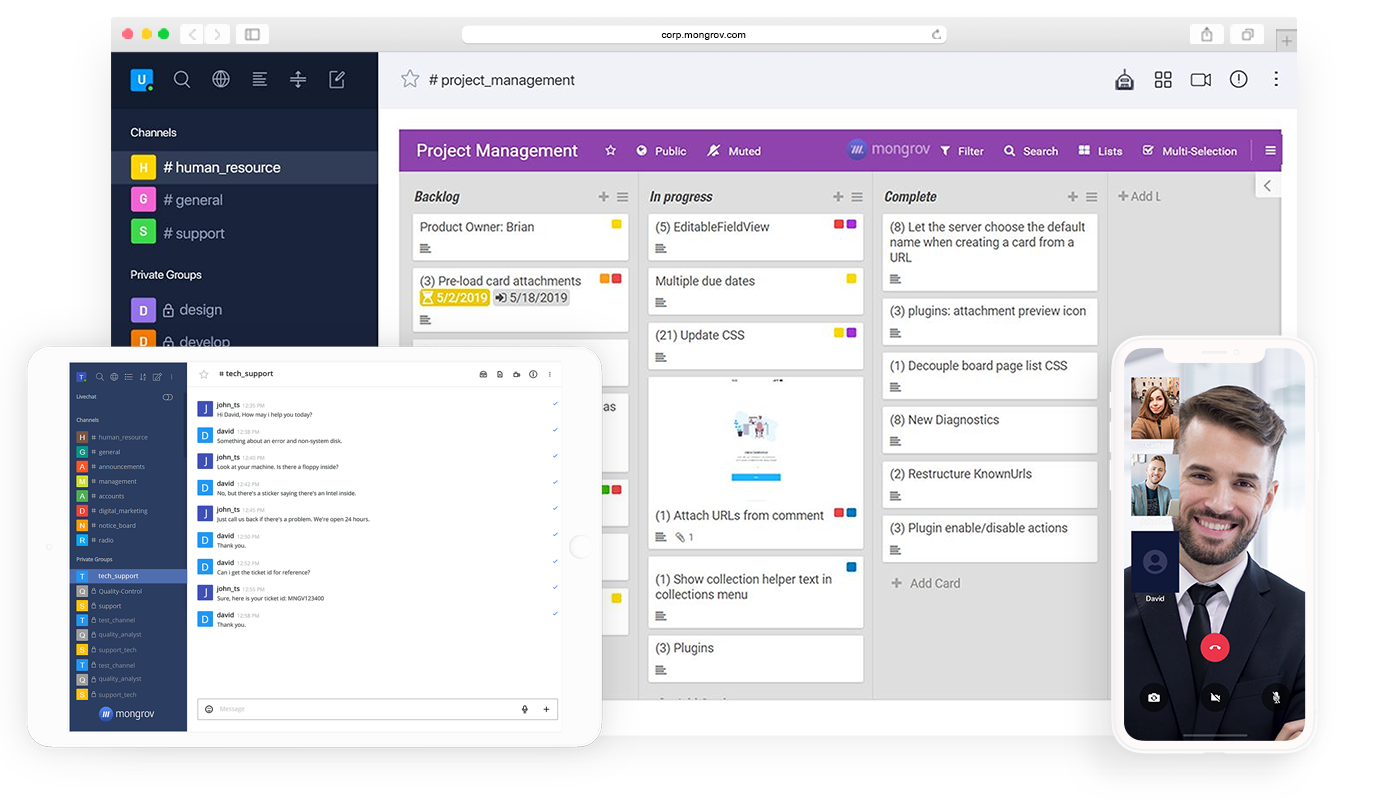 corp.mongrov.com
U
# project_management
Channels
H # human_resource
G # general
S # support
Private Groups
D design
D develop
Project Management
Public
Muted
mongrov
Filter
Search
Lists
Multi-Selection
Backlog
Product Owner: Brian
(3) Pre-load card attachments
5/2/2019 5/18/2019
as
In progress
(5) EditableFieldView
Multiple due dates
(21) Update CSS
(1) Attach URLs from comment
1
(1) Show collection helper text in
collections menu
(3) Plugins
Complete
(8) Let the server choose the default
name when creating a card from a
URL
(3) plugins: attachment preview icon
(1) Decouple board page list CSS
(8) New Diagnostics
(2) Restructure KnownUrls
(3) Plugin enable/disable actions
+ Add Card
+ Add L
T
Livechat
Channels
H # human_resource
G # general
A # announcements
M # management
A # accounts
D # digital_marketing
N # notice_board
R # radio
Private Groups
T tech_support
Q Quality-Control
S support
T test_channel
Q quality_analyst
S support_tech
T test_channel
Q quality_analyst
S support_tech
mongrov
# tech_support
J john_ts 12:35 PM
Hi David, How may i help you today?
D david 12:38 PM
Something about an error and non-system disk.
J john_ts 12:40 PM
Look at your machine. Is there a floppy inside?
D david 12:42 PM
No, but there's a sticker saying there's an Intel inside.
J john_ts 12:45 PM
Just call us back if there's a problem. We're open 24 hours.
D david 12:50 PM
Thank you.
D david 12:52 PM
Can i get the ticket id for reference?
J john_ts 12:55 PM
Sure, here is your ticket id: MNGV123400
D david 12:58 PM
Thank you.
Message
David